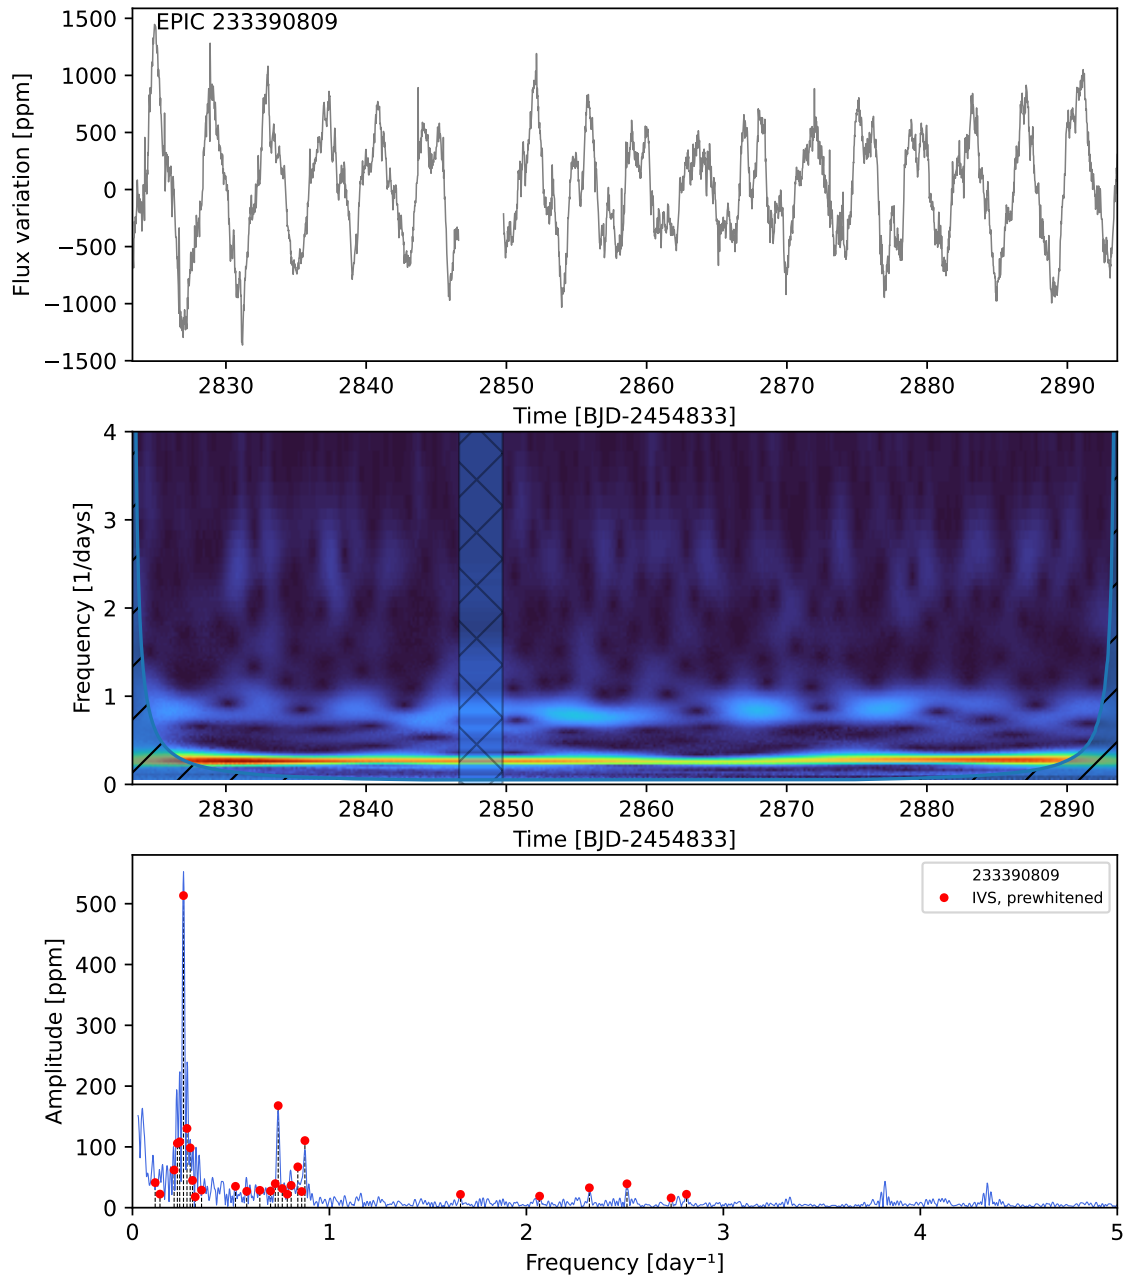 1500
1000
500
0
−500
−1000
−1500
EPIC 233390809
Flux variation [ppm]
2830 2840 2850 2860 2870 2880 2890
Time [BJD-2454833]
4
3
2
1
0
Frequency [1/days]
2830 2840 2850 2860 2870 2880 2890
Time [BJD-2454833]
500
400
300
200
100
0
Amplitude [ppm]
233390809
IVS, prewhitened
0 1 2 3 4 5
Frequency [day⁻¹]